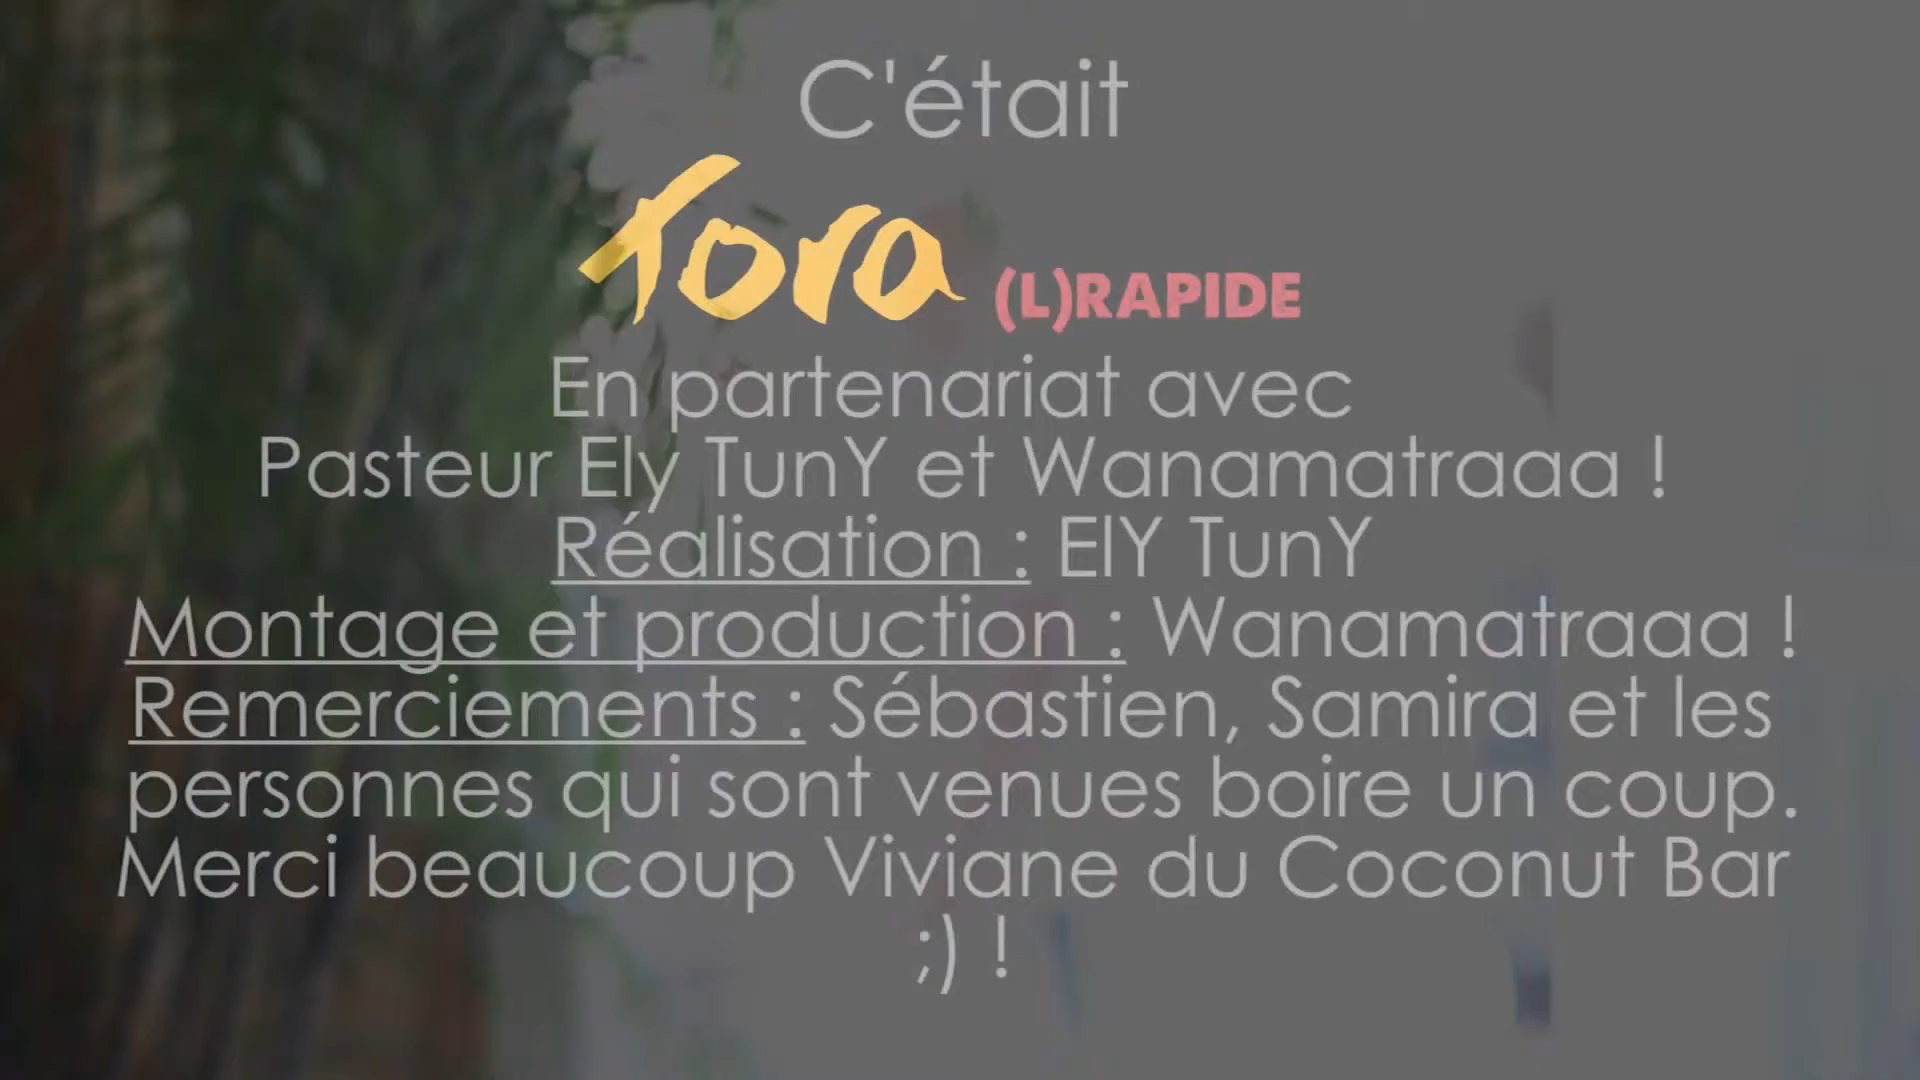 C'était
Tora (L)RAPIDE
En partenariat avec
Pasteur Ely TunY et Wanamatraaa !
Réalisation : ElY TunY
Montage et production : Wanamatraaa !
Remerciements : Sébastien, Samira et les
personnes qui sont venues boire un coup.
Merci beaucoup Viviane du Coconut Bar
;) !